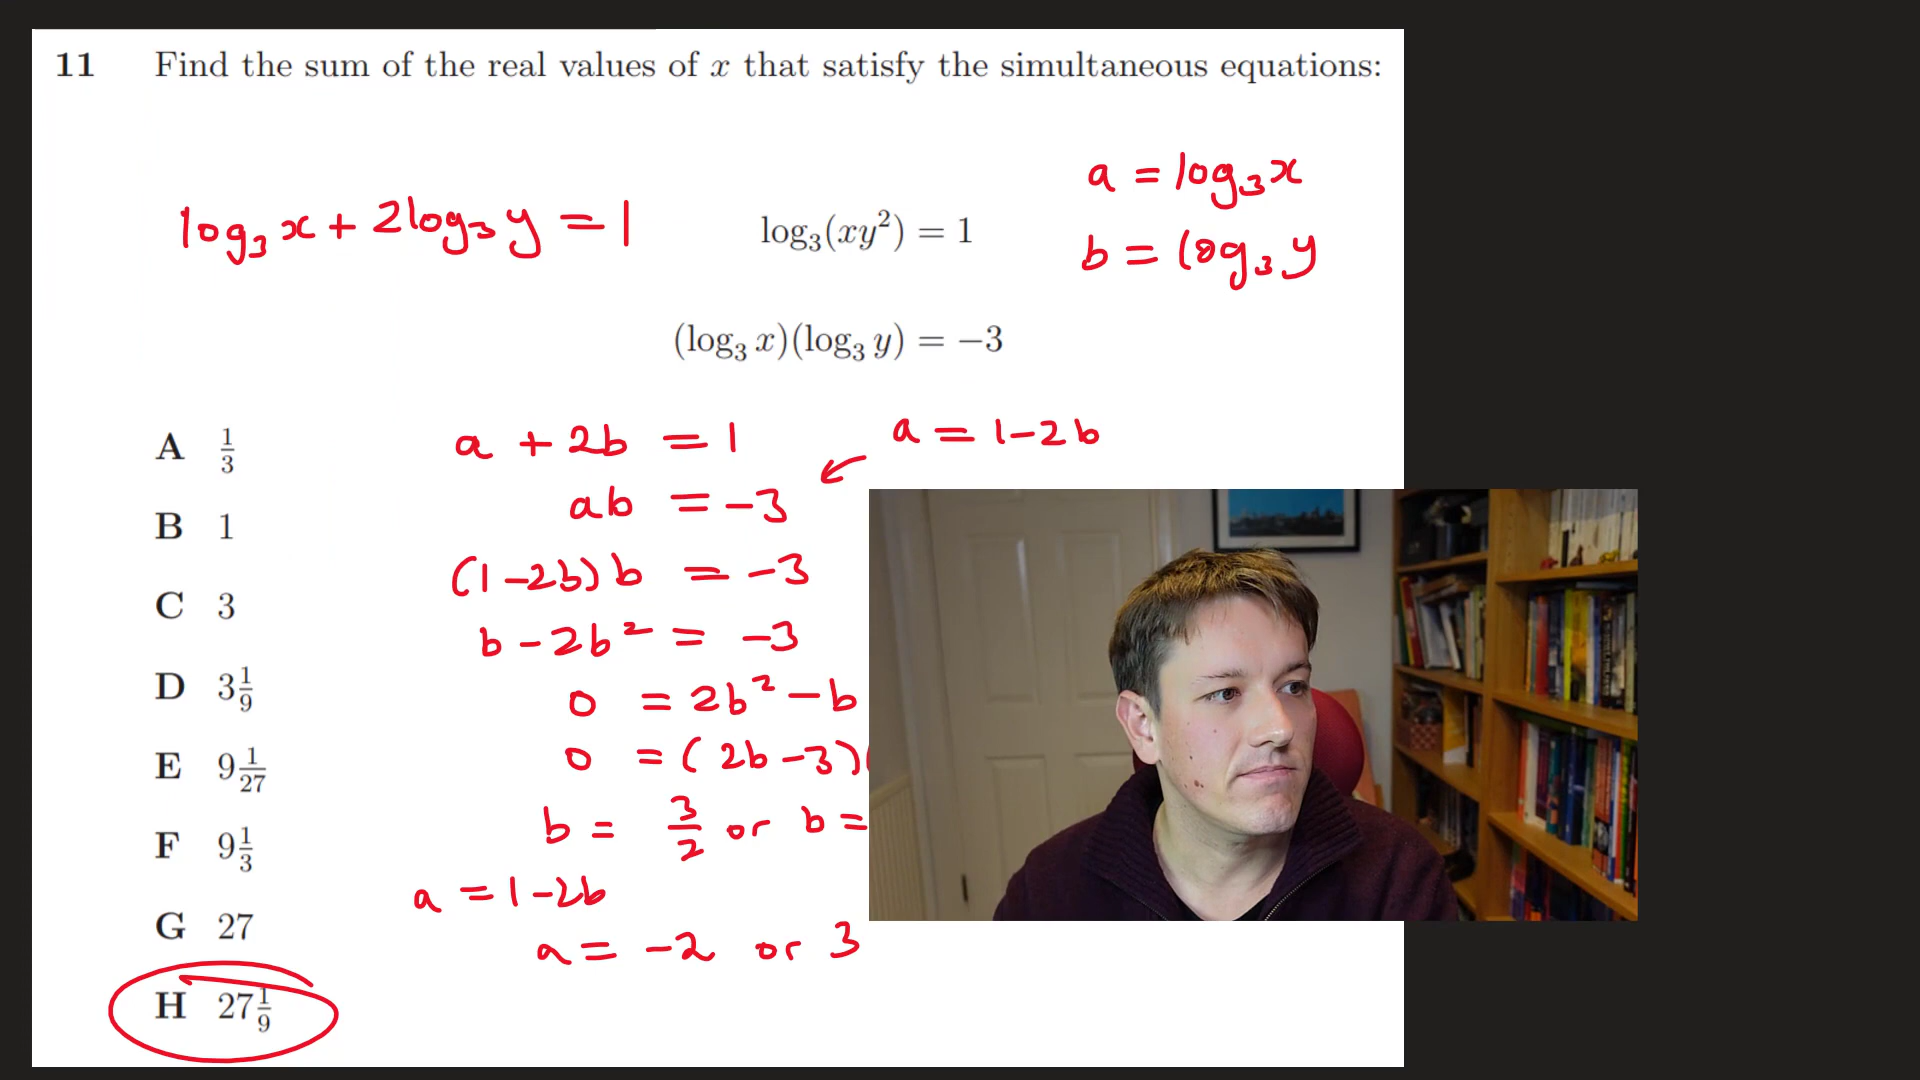 11 Find the sum of the real values of x that satisfy the simultaneous equations:
a = log₃x
log₃x + 2log₃y = 1
log₃(xy²) = 1
b = log₃y
(log₃ x)(log₃ y) = −3
a + 2b = 1
a = 1−2b
A 1/3
ab = −3
B 1
(1−2b)b = −3
C 3
b − 2b² = −3
D 3 1/9
0 = 2b² − b
E 9 1/27
0 = (2b−3)(
F 9 1/3
b = 3/2 or b =
a = 1−2b
G 27
a = −2 or 3
H 27 1/9